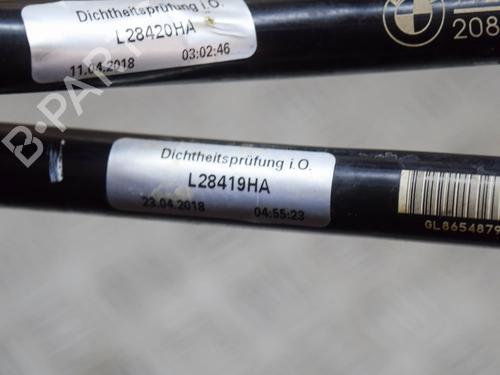 Dichtheitsprüfung i.O.
L28420HA
11.04.2018 03:02:46
208
Dichtheitsprüfung i.O.
L28419HA
23.04.2018 04:55:23
GL8654879
B-PARTS